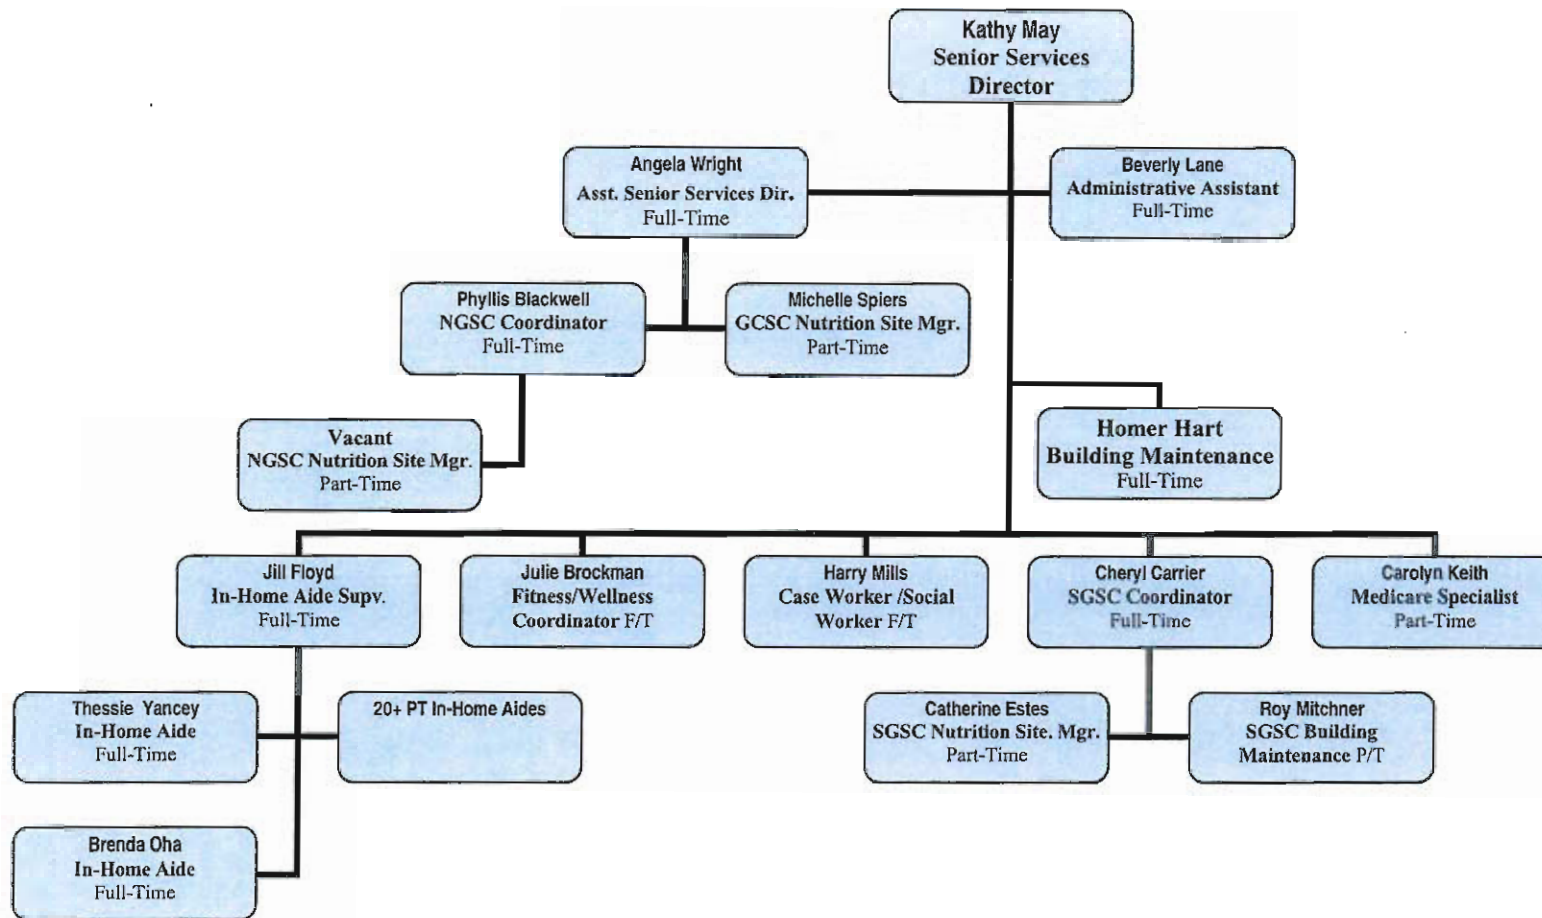 Kathy May
Senior Services
Director
Angela Wright
Asst. Senior Services Dir.
Full-Time
Beverly Lane
Administrative Assistant
Full-Time
Phyllis Blackwell
NGSC Coordinator
Full-Time
Michelle Spiers
GCSC Nutrition Site Mgr.
Part-Time
Vacant
NGSC Nutrition Site Mgr.
Part-Time
Homer Hart
Building Maintenance
Full-Time
Jill Floyd
In-Home Aide Supv.
Full-Time
Julie Brockman
Fitness/Wellness
Coordinator F/T
Harry Mills
Case Worker /Social
Worker F/T
Cheryl Carrier
SGSC Coordinator
Full-Time
Carolyn Keith
Medicare Specialist
Part-Time
Thessie Yancey
In-Home Aide
Full-Time
20+ PT In-Home Aides
Catherine Estes
SGSC Nutrition Site. Mgr.
Part-Time
Roy Mitchner
SGSC Building
Maintenance P/T
Brenda Oha
In-Home Aide
Full-Time